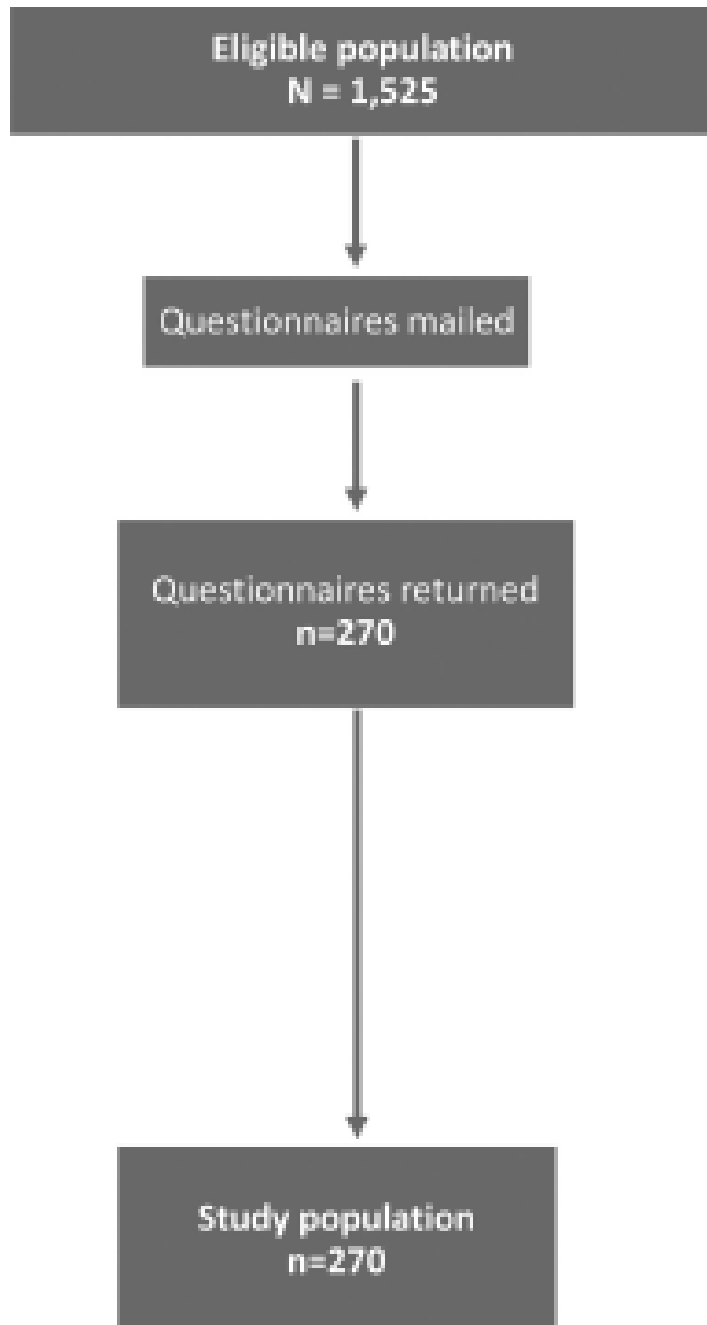 Eligible population
N = 1,525
Questionnaires mailed
Questionnaires returned
n=270
Study population
n=270